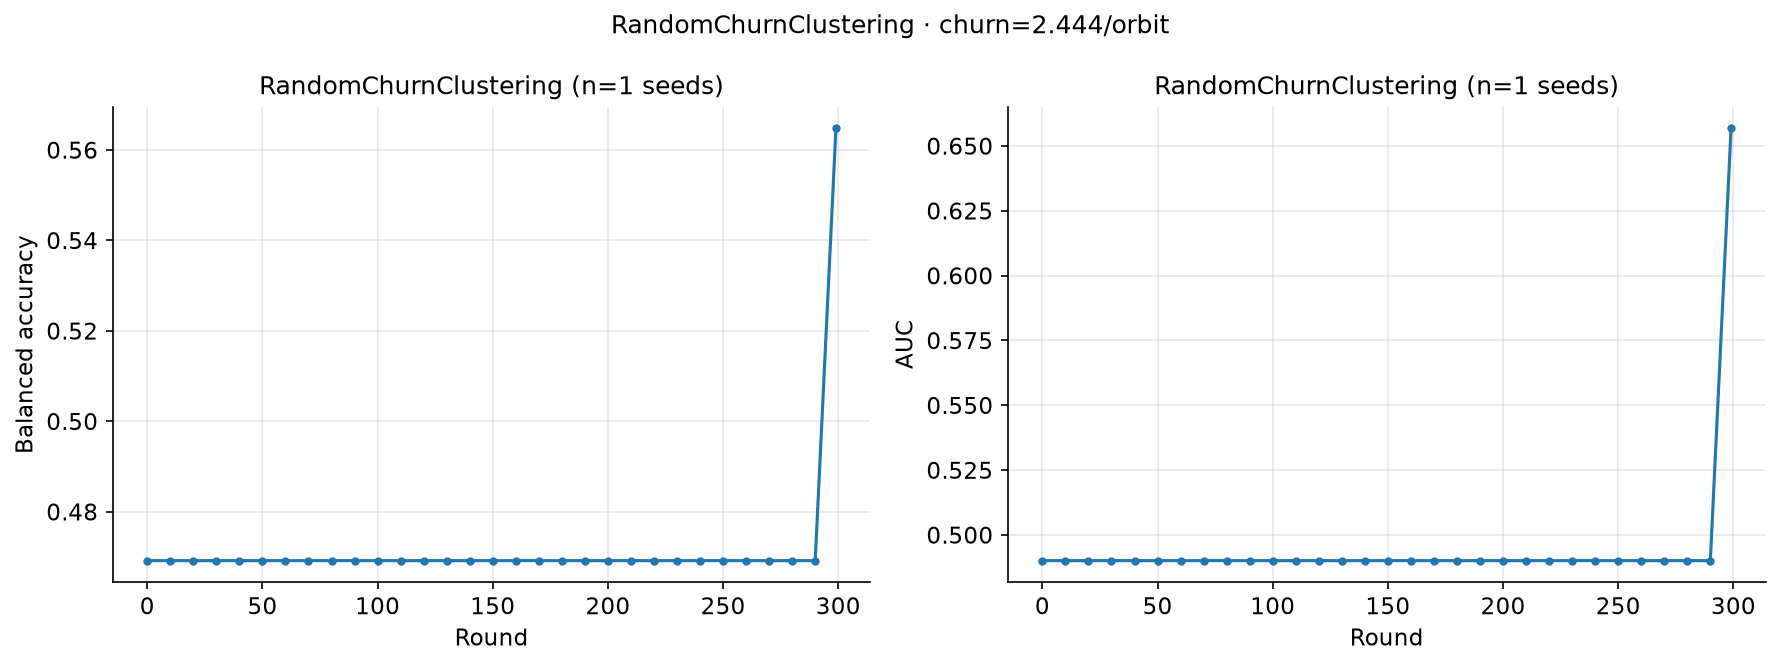 RandomChurnClustering · churn=2.444/orbit
RandomChurnClustering (n=1 seeds)
Balanced accuracy
0.56
0.54
0.52
0.50
0.48
0 50 100 150 200 250 300
Round
RandomChurnClustering (n=1 seeds)
AUC
0.650
0.625
0.600
0.575
0.550
0.525
0.500
0 50 100 150 200 250 300
Round